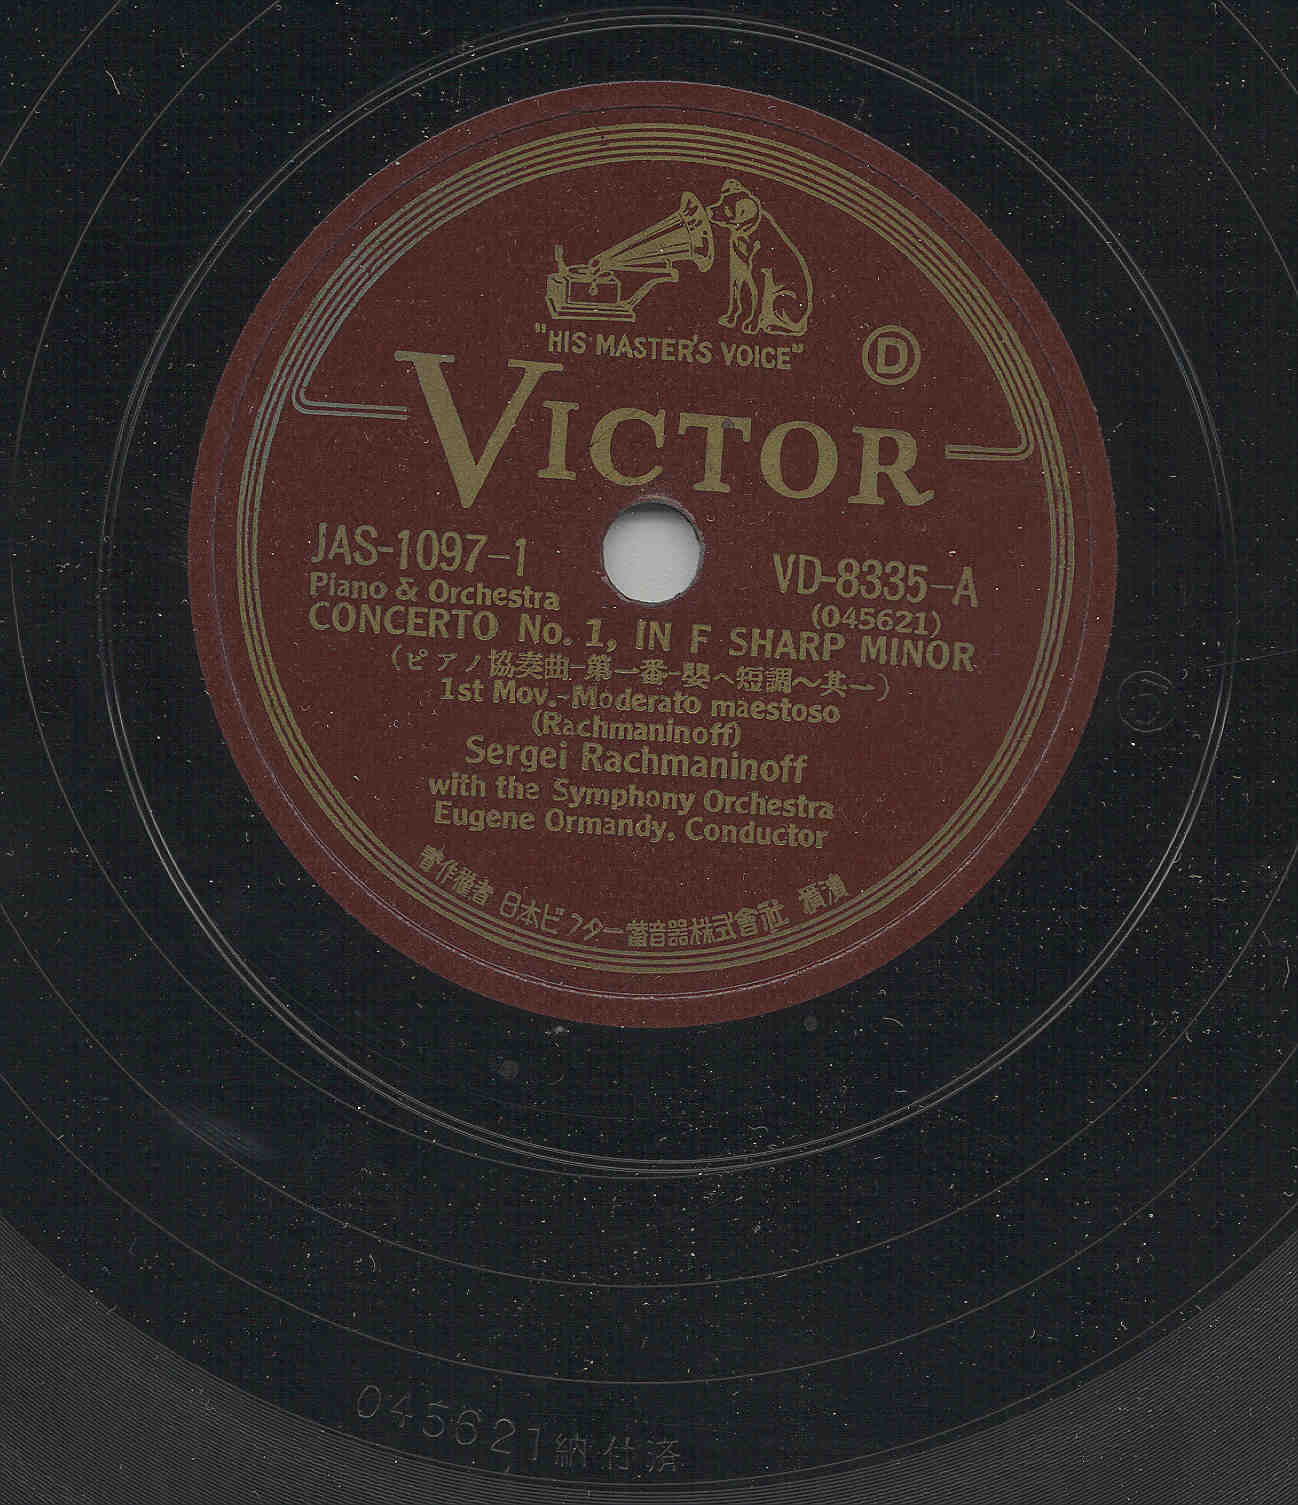 "HIS MASTER'S VOICE"
D
VICTOR
JAS-1097-1
VD-8335-A
(045621)
Piano & Orchestra
CONCERTO No. 1, IN F SHARP MINOR
(ピアノ協奏曲―第一番―嬰ヘ短調〜其一)
1st Mov.-Moderato maestoso
(Rachmaninoff)
Sergei Rachmaninoff
with the Symphony Orchestra
Eugene Ormandy, Conductor
著作権者 日本ビクター蓄音器株式會社 横濱
045621納付済